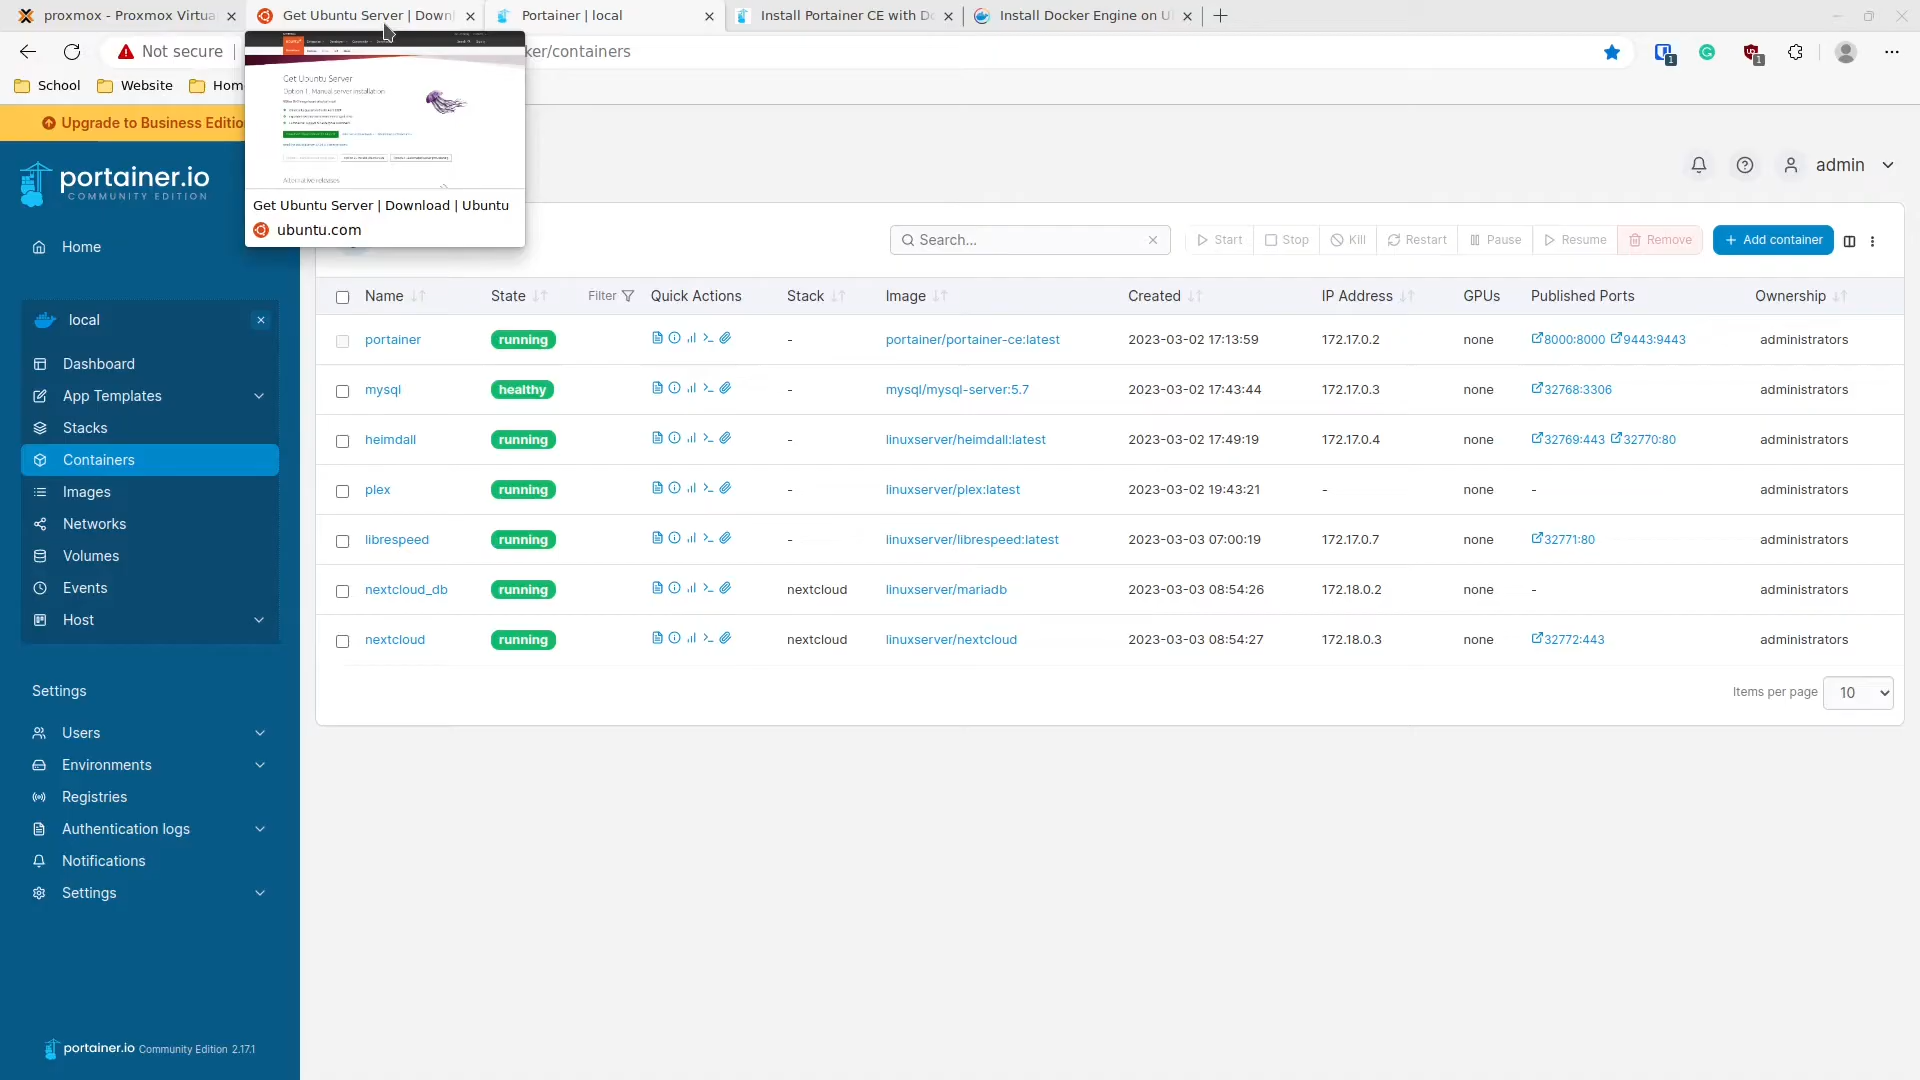 proxmox - Proxmox Virtua
Get Ubuntu Server | Downl
Portainer | local
Install Portainer CE with Do
Install Docker Engine on U
Not secure
ker/containers
1
1
School
Website
Hom
Get Ubuntu Server
Option 1: Manual server installation
Alternative releases
Get Ubuntu Server | Download | Ubuntu
ubuntu.com
Upgrade to Business Editio
portainer.io
COMMUNITY EDITION
admin
Home
local
Dashboard
App Templates
Stacks
Containers
Images
Networks
Volumes
Events
Host
Settings
Users
Environments
Registries
Authentication logs
Notifications
Settings
portainer.io Community Edition 2.17.1
Search... Start Stop Kill Restart Pause Resume Remove + Add container
Name State Filter Quick Actions Stack Image Created IP Address GPUs Published Ports Ownership
portainer running - portainer/portainer-ce:latest 2023-03-02 17:13:59 172.17.0.2 none 8000:8000 9443:9443 administrators
mysql healthy - mysql/mysql-server:5.7 2023-03-02 17:43:44 172.17.0.3 none 32768:3306 administrators
heimdall running - linuxserver/heimdall:latest 2023-03-02 17:49:19 172.17.0.4 none 32769:443 32770:80 administrators
plex running - linuxserver/plex:latest 2023-03-02 19:43:21 - none - administrators
librespeed running - linuxserver/librespeed:latest 2023-03-03 07:00:19 172.17.0.7 none 32771:80 administrators
nextcloud_db running nextcloud linuxserver/mariadb 2023-03-03 08:54:26 172.18.0.2 none - administrators
nextcloud running nextcloud linuxserver/nextcloud 2023-03-03 08:54:27 172.18.0.3 none 32772:443 administrators
Items per page 10